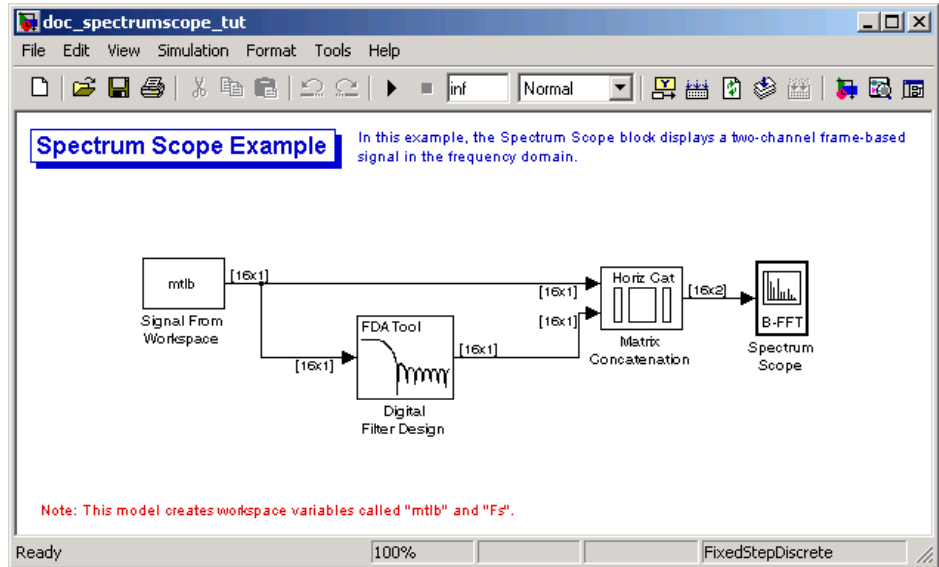 doc_spectrumscope_tut
File Edit View Simulation Format Tools Help
inf Normal
Spectrum Scope Example
In this example, the Spectrum Scope block displays a two-channel frame-based
signal in the frequency domain.
mtlb
[16x1]
Signal From
Workspace
[16x1]
FDATool
[16x1]
Digital
Filter Design
[16x1]
[16x1]
Horiz Cat
[16x2]
Matrix
Concatenation
B-FFT
Spectrum
Scope
Note: This model creates workspace variables called "mtlb" and "Fs".
Ready 100% FixedStepDiscrete